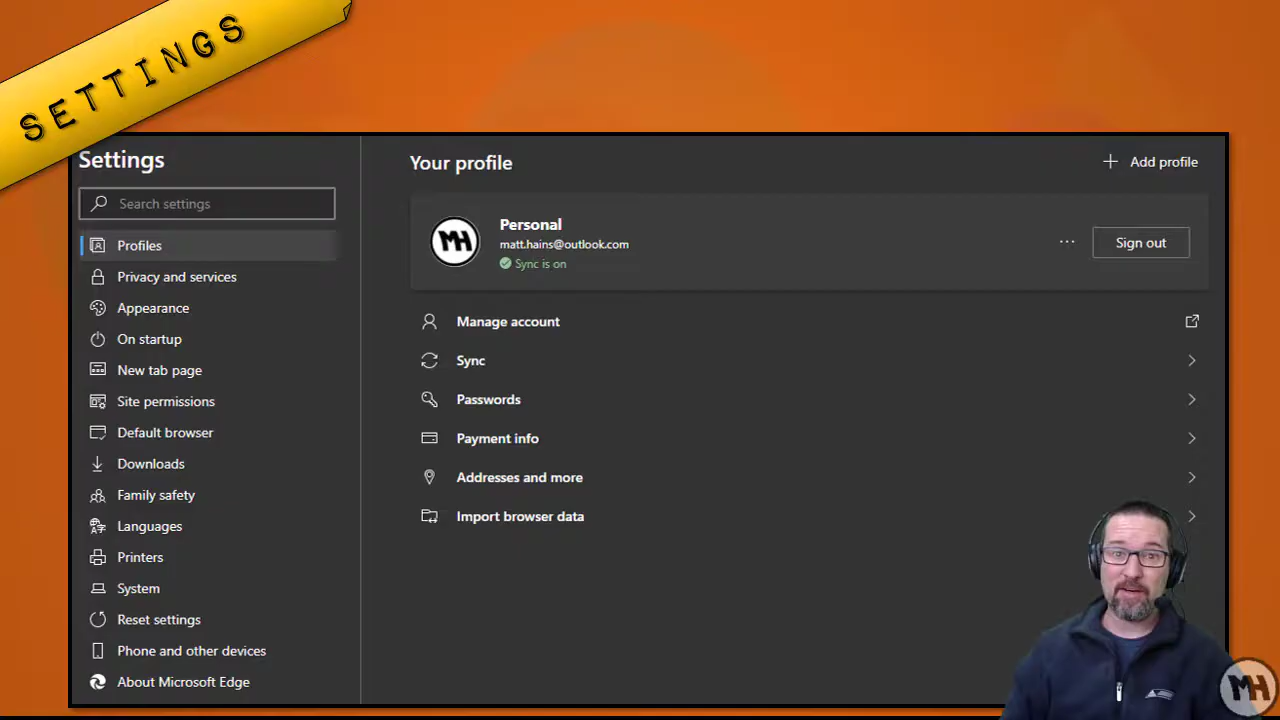 SETTINGS
Settings
Search settings
Profiles
Privacy and services
Appearance
On startup
New tab page
Site permissions
Default browser
Downloads
Family safety
Languages
Printers
System
Reset settings
Phone and other devices
About Microsoft Edge
Your profile
Add profile
MH
Personal
matt.hains@outlook.com
Sync is on
Sign out
Manage account
Sync
Passwords
Payment info
Addresses and more
Import browser data
MH